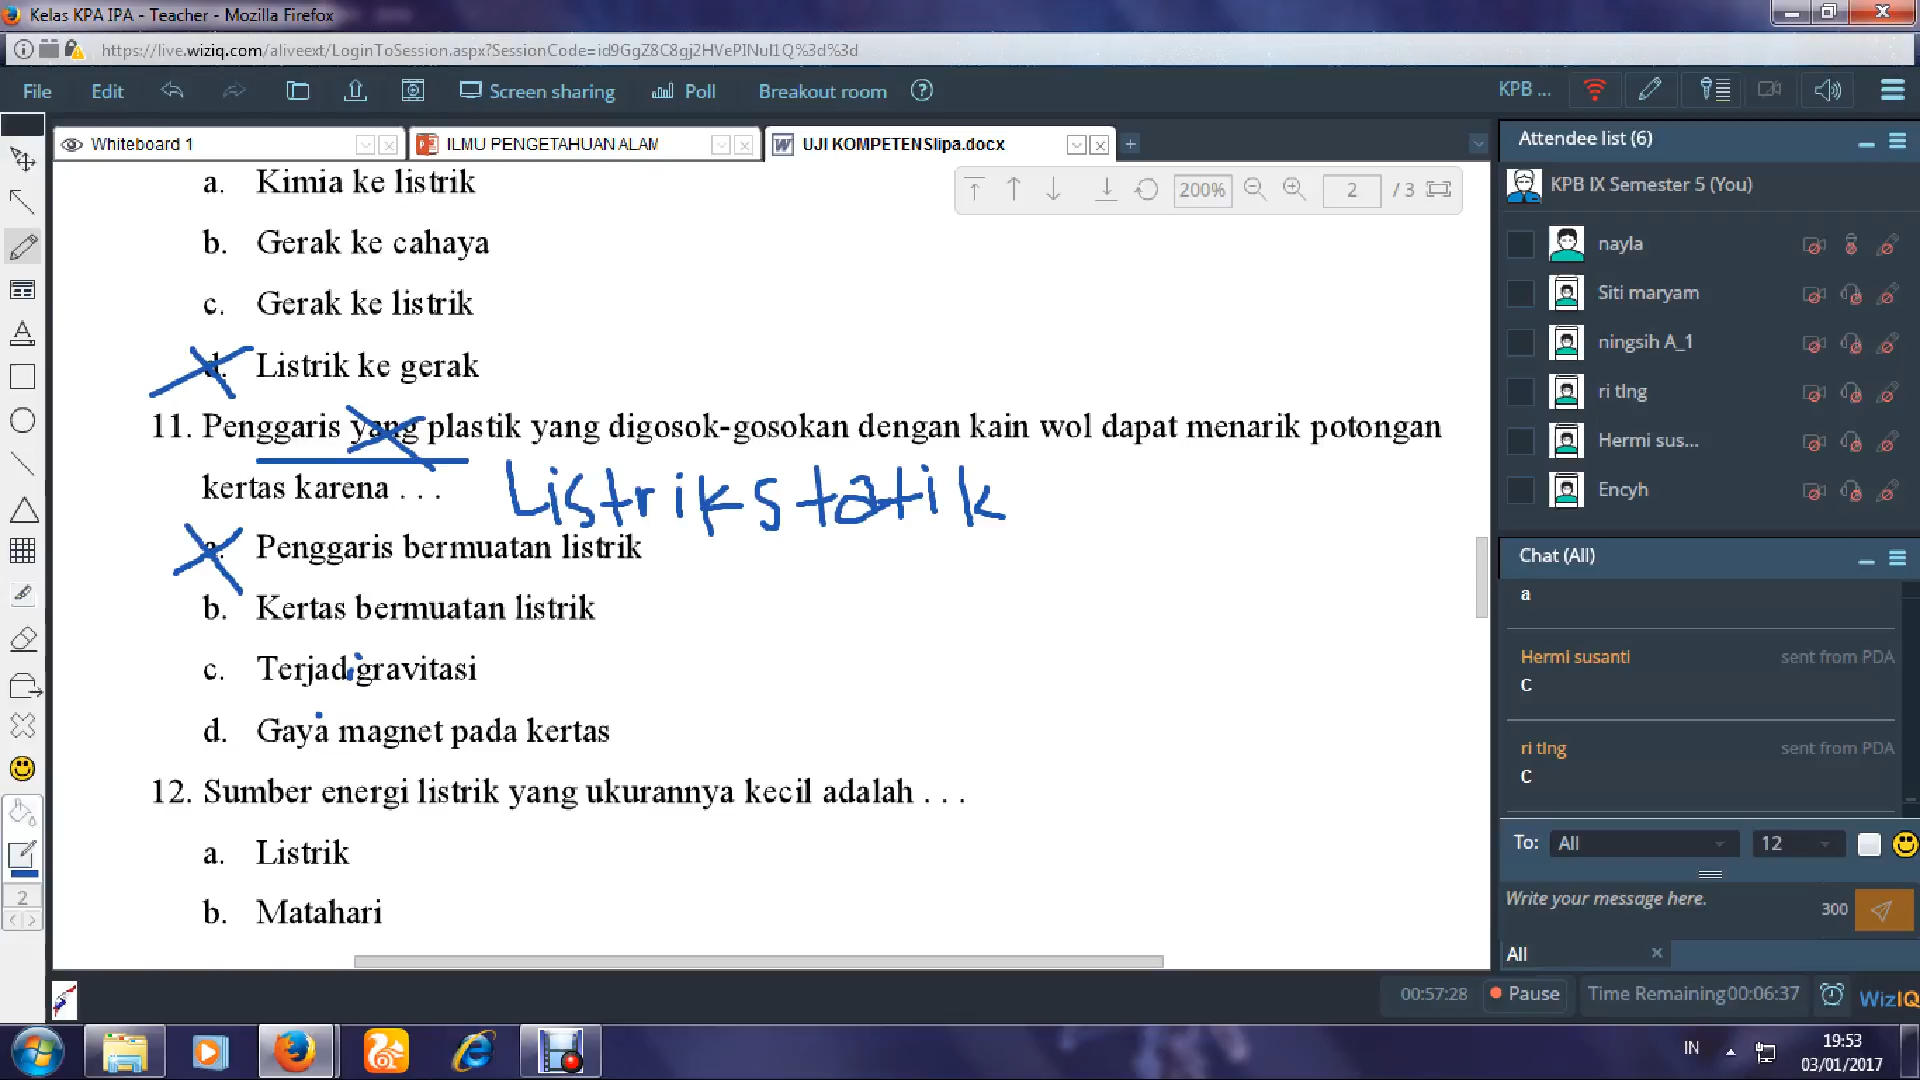 Kelas KPA IPA - Teacher - Mozilla Firefox
https://live.wiziq.com/aliveext/LoginToSession.aspx?SessionCode=id9GgZ8C8gj2HVePINuI1Q%3d%3d
File Edit Screen sharing Poll Breakout room ? KPB ...
Whiteboard 1 ILMU PENGETAHUAN ALAM UJI KOMPETENSIipa.docx
200% 2 / 3
a. Kimia ke listrik
b. Gerak ke cahaya
c. Gerak ke listrik
d. Listrik ke gerak
11. Penggaris yang plastik yang digosok-gosokan dengan kain wol dapat menarik potongan
kertas karena . . .
Listrik statik
a. Penggaris bermuatan listrik
b. Kertas bermuatan listrik
c. Terjadi gravitasi
d. Gaya magnet pada kertas
12. Sumber energi listrik yang ukurannya kecil adalah . . .
a. Listrik
b. Matahari
2
Attendee list (6)
KPB IX Semester 5 (You)
nayla
Siti maryam
ningsih A_1
ri tIng
Hermi sus...
Encyh
Chat (All)
a
Hermi susanti sent from PDA
C
ri tIng sent from PDA
C
To: All 12
Write your message here.
300
All
00:57:28 Pause Time Remaining00:06:37 WizIQ
IN 19:53
03/01/2017